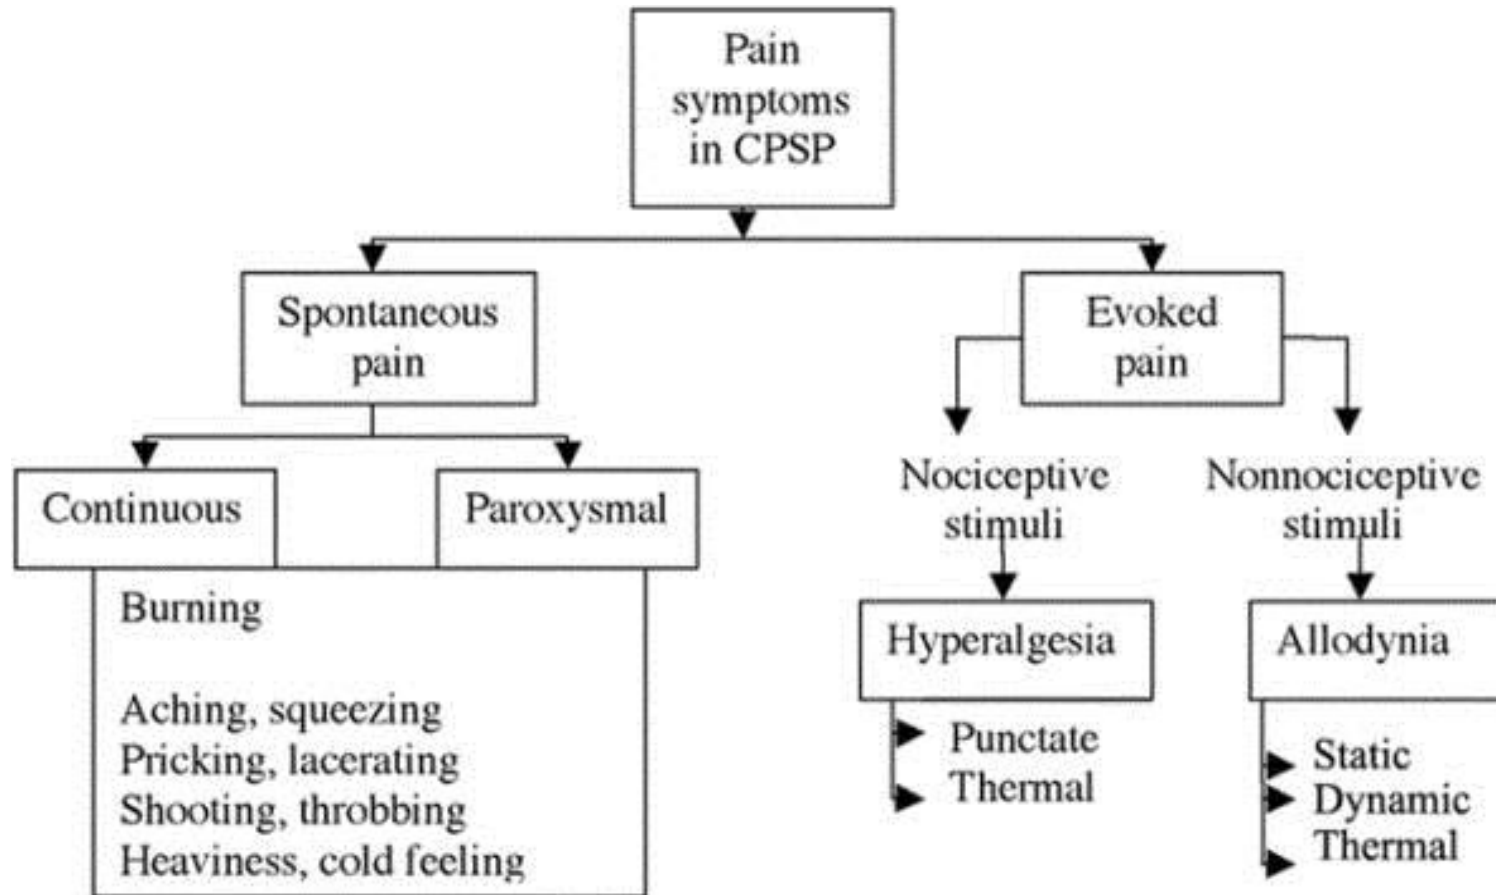 Pain
symptoms
in CPSP
Spontaneous
pain
Evoked
pain
Continuous
Paroxysmal
Nociceptive
stimuli
Nonnociceptive
stimuli
Burning
Aching, squeezing
Pricking, lacerating
Shooting, throbbing
Heaviness, cold feeling
Hyperalgesia
Punctate
Thermal
Allodynia
Static
Dynamic
Thermal